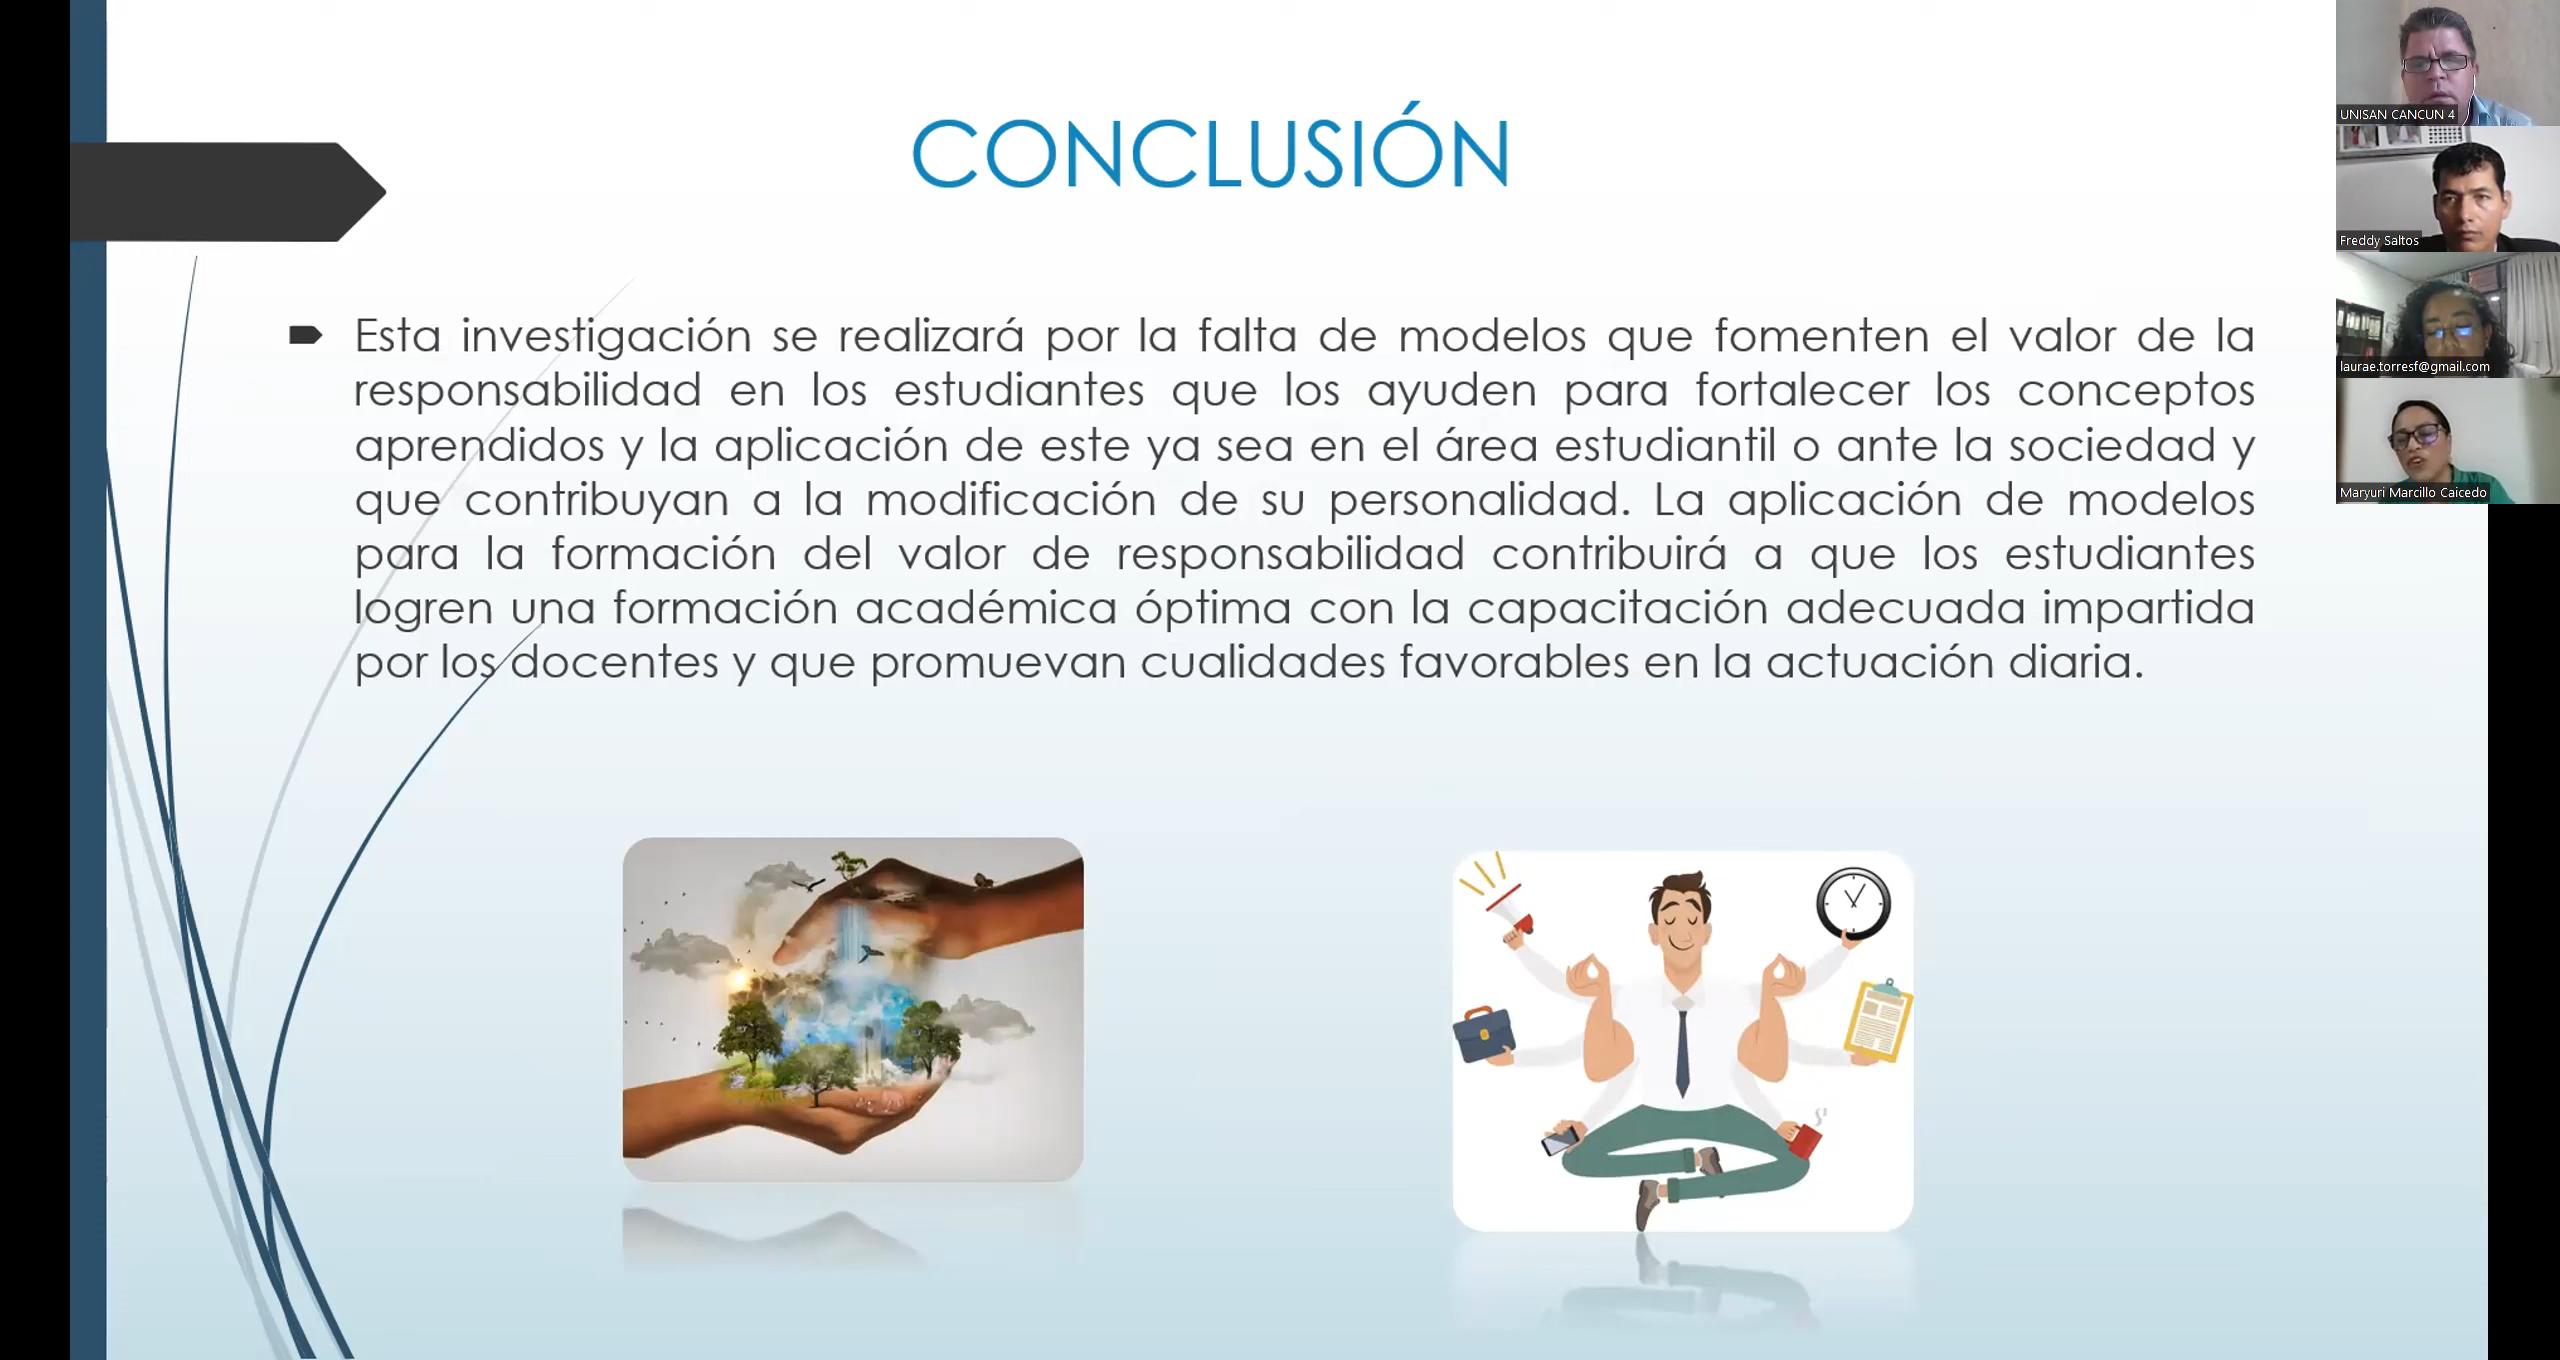 CONCLUSIÓN
Esta investigación se realizará por la falta de modelos que fomenten el valor de la
responsabilidad en los estudiantes que los ayuden para fortalecer los conceptos
aprendidos y la aplicación de este ya sea en el área estudiantil o ante la sociedad y
que contribuyan a la modificación de su personalidad. La aplicación de modelos
para la formación del valor de responsabilidad contribuirá a que los estudiantes
logren una formación académica óptima con la capacitación adecuada impartida
por los docentes y que promuevan cualidades favorables en la actuación diaria.
UNISAN CANCUN 4
Freddy Saltos
laurae.torresf@gmail.com
Maryuri Marcillo Caicedo